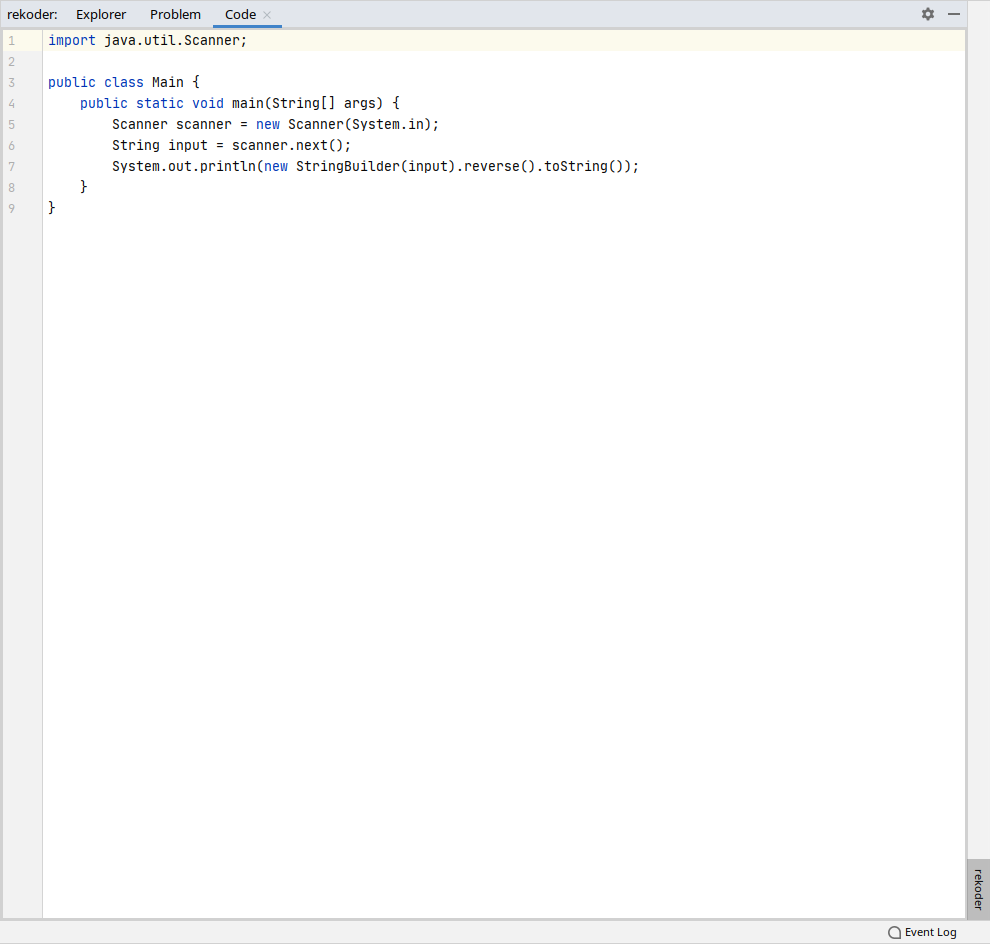 rekoder: Explorer Problem Code
1 import java.util.Scanner;
2
3 public class Main {
4     public static void main(String[] args) {
5         Scanner scanner = new Scanner(System.in);
6         String input = scanner.next();
7         System.out.println(new StringBuilder(input).reverse().toString());
8     }
9 }
rekoder
Event Log